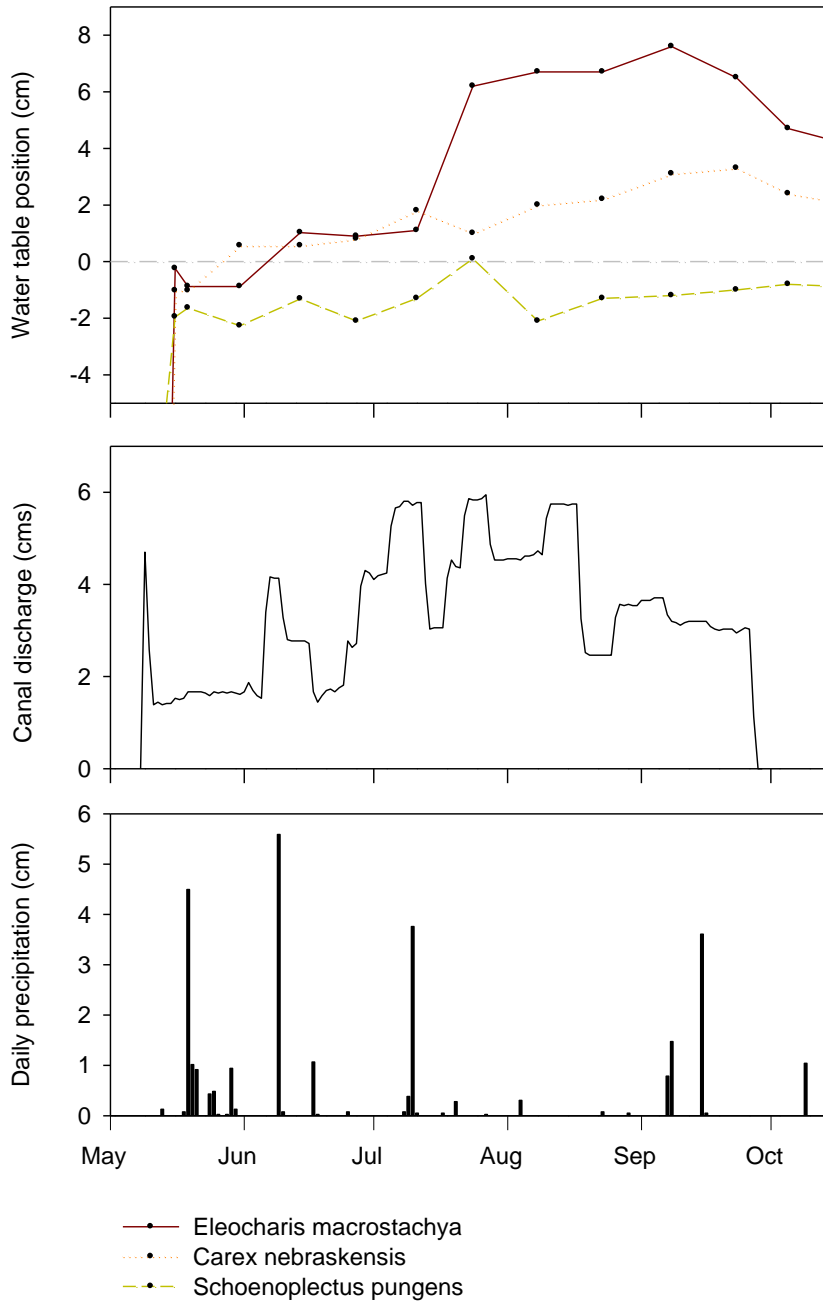 8
6
4
2
0
-2
-4
Water table position (cm)
6
4
2
0
Canal discharge (cms)
6
5
4
3
2
1
0
Daily precipitation (cm)
May Jun Jul Aug Sep Oct
Eleocharis macrostachya
Carex nebraskensis
Schoenoplectus pungens